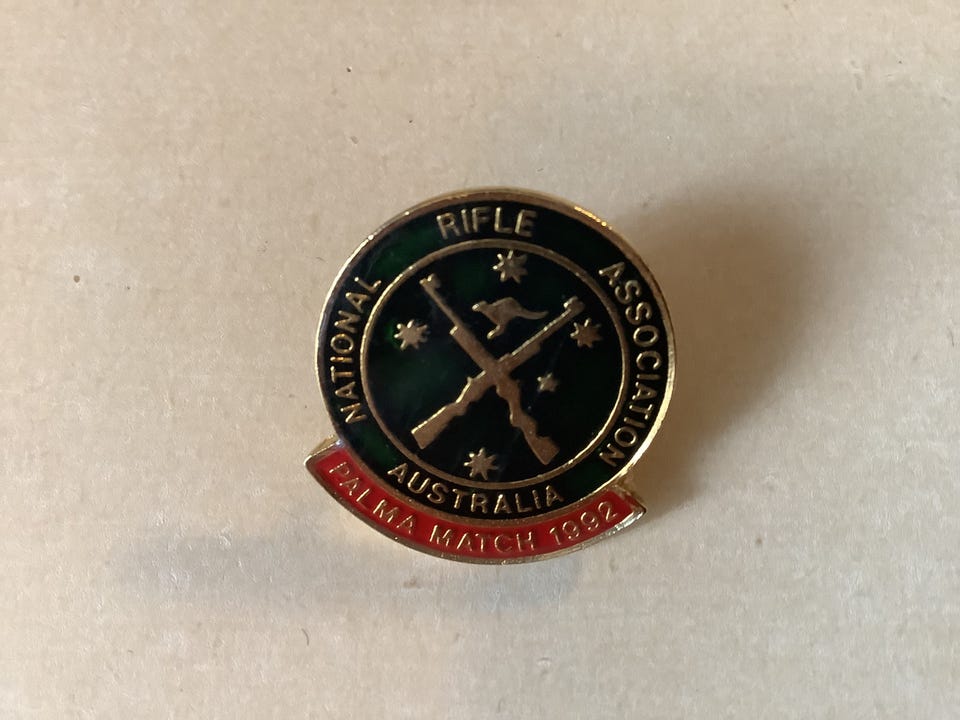 NATIONAL RIFLE ASSOCIATION
AUSTRALIA
PALMA MATCH 1992